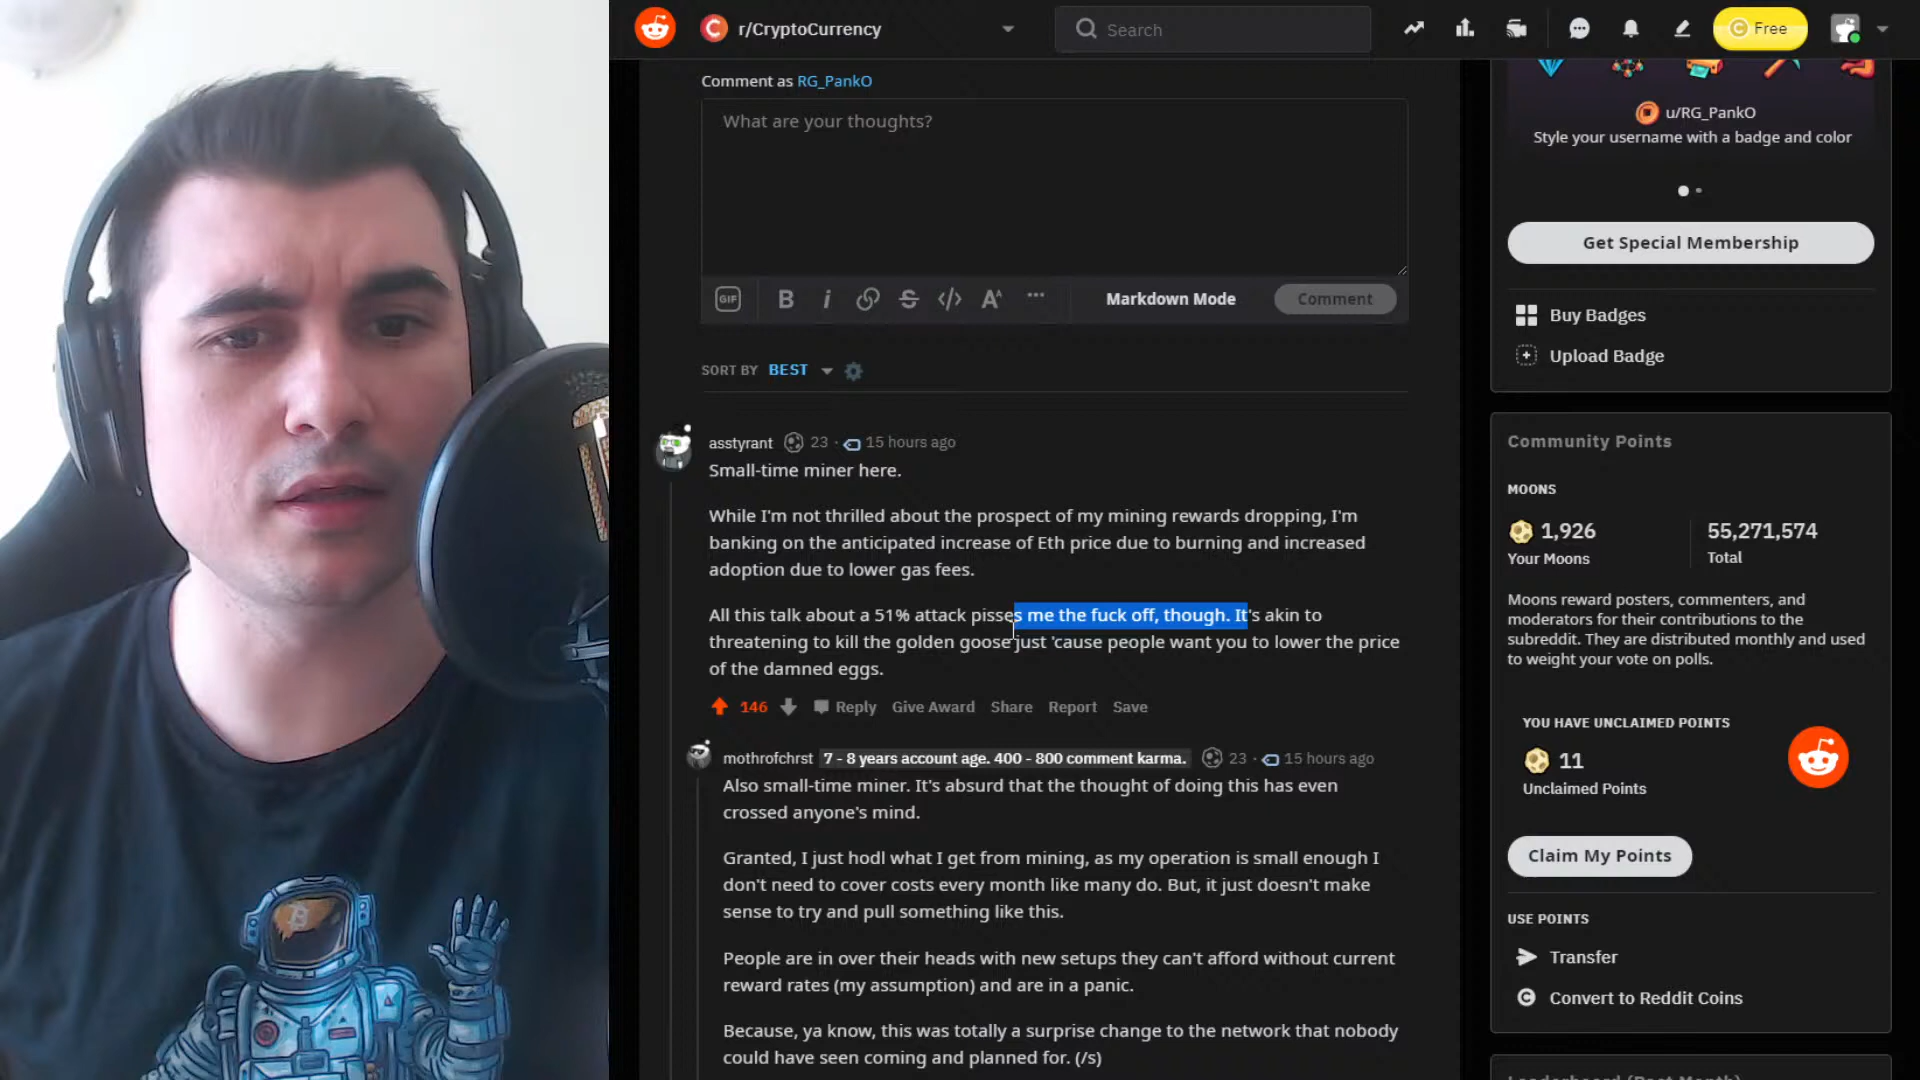 r/CryptoCurrency
Search
Free
Comment as RG_PankO
What are your thoughts?
GIF
B i
Markdown Mode
Comment
SORT BY BEST
asstyrant 23 · 15 hours ago
Small-time miner here.
While I'm not thrilled about the prospect of my mining rewards dropping, I'm
banking on the anticipated increase of Eth price due to burning and increased
adoption due to lower gas fees.
All this talk about a 51% attack pisses me the fuck off, though. It's akin to
threatening to kill the golden goose just 'cause people want you to lower the price
of the damned eggs.
146 Reply Give Award Share Report Save
mothrofchrst 7 - 8 years account age. 400 - 800 comment karma. 23 · 15 hours ago
Also small-time miner. It's absurd that the thought of doing this has even
crossed anyone's mind.
Granted, I just hodl what I get from mining, as my operation is small enough I
don't need to cover costs every month like many do. But, it just doesn't make
sense to try and pull something like this.
People are in over their heads with new setups they can't afford without current
reward rates (my assumption) and are in a panic.
Because, ya know, this was totally a surprise change to the network that nobody
could have seen coming and planned for. (/s)
u/RG_PankO
Style your username with a badge and color
Get Special Membership
Buy Badges
Upload Badge
Community Points
MOONS
1,926
Your Moons
55,271,574
Total
Moons reward posters, commenters, and
moderators for their contributions to the
subreddit. They are distributed monthly and used
to weight your vote on polls.
YOU HAVE UNCLAIMED POINTS
11
Unclaimed Points
Claim My Points
USE POINTS
Transfer
Convert to Reddit Coins